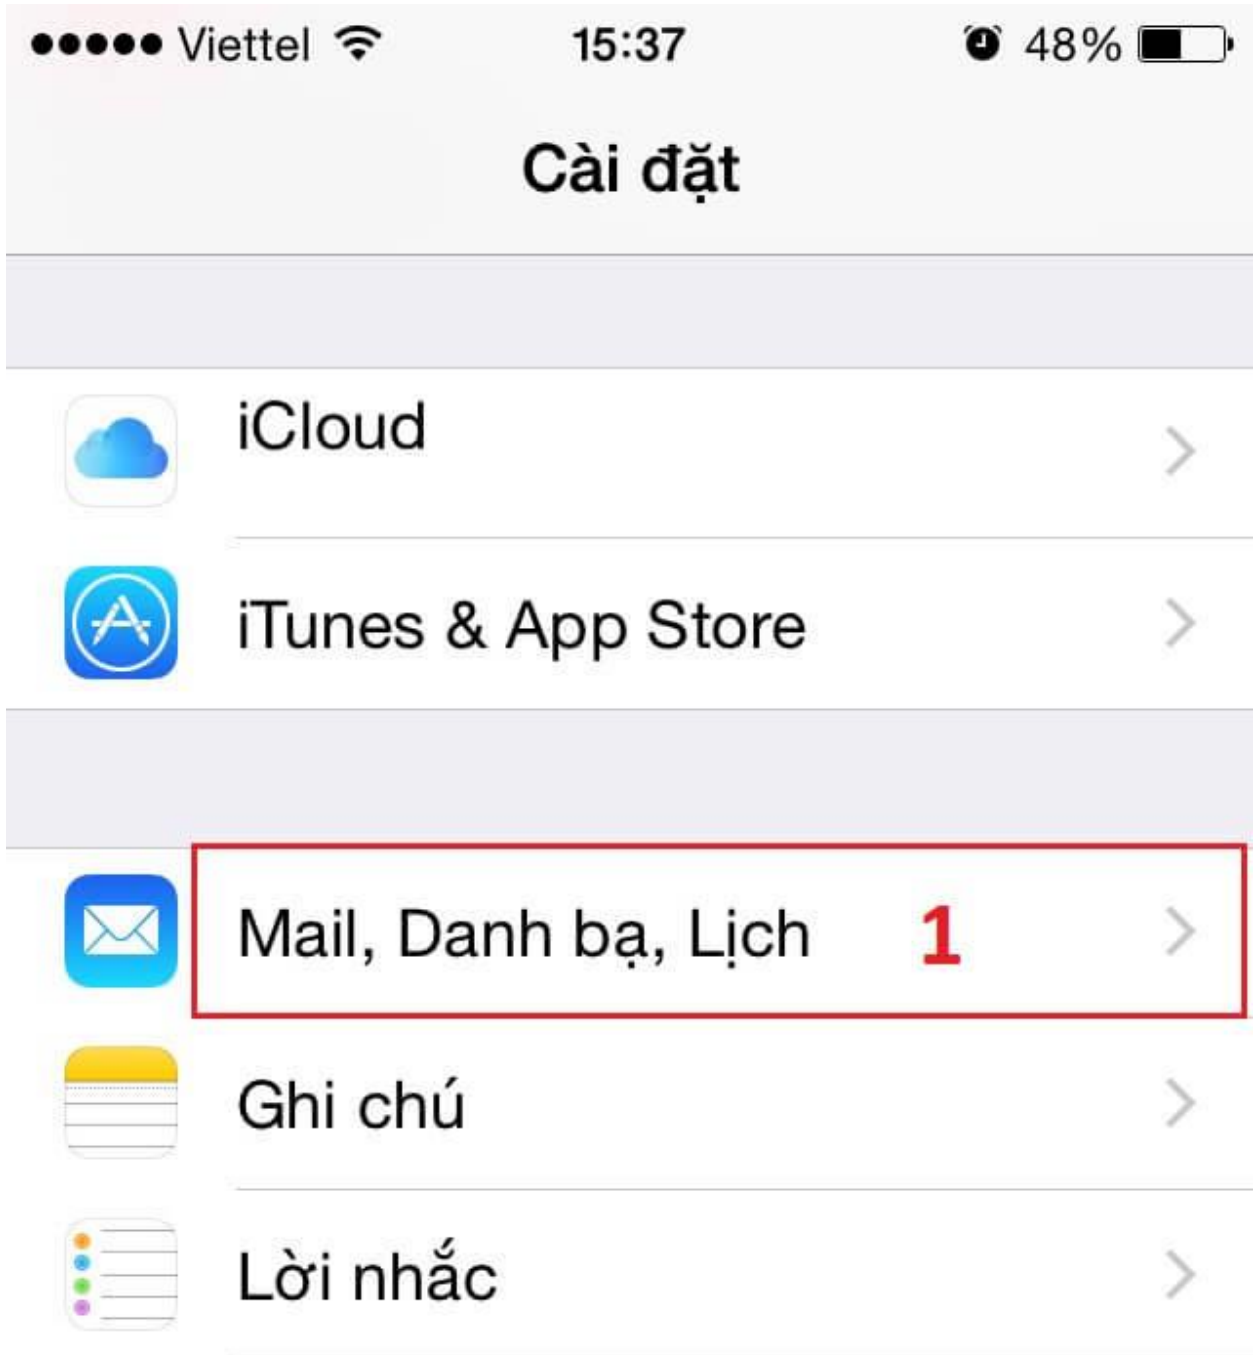 ●●●●● Viettel 15:37 48%
Cài đặt
iCloud
iTunes & App Store
Mail, Danh bạ, Lịch 1
Ghi chú
Lời nhắc